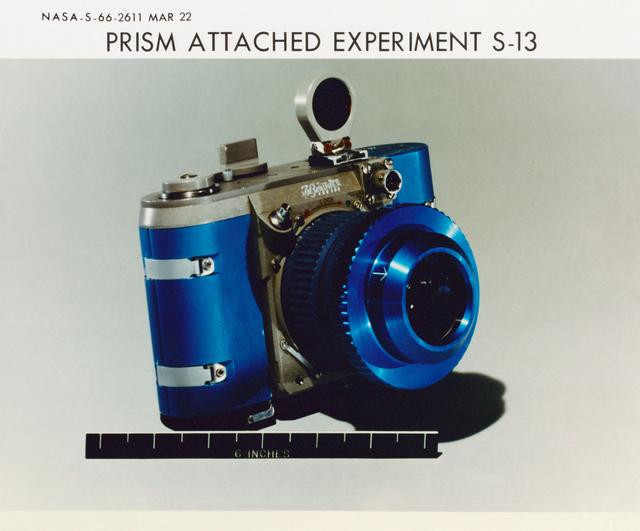 NASA-S-66-2611 MAR 22
PRISM ATTACHED EXPERIMENT S-13
6 INCHES